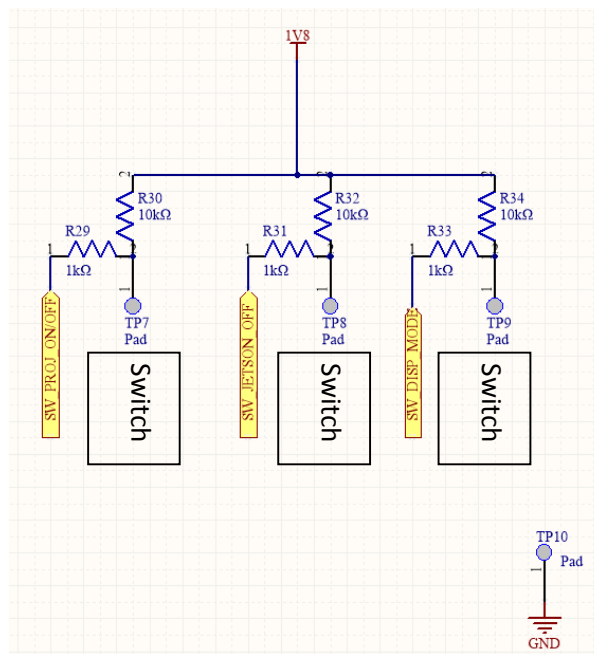 1V8
2
2
2
R30
10kΩ
R32
10kΩ
R34
10kΩ
R29
R31
R33
1
2
1
2
1
2
1kΩ
1kΩ
1kΩ
1
1
1
TP7
Pad
TP8
Pad
TP9
Pad
SW_PROJ_ON/OFF
SW_JETSON_OFF
SW_DISP_MODE
Switch
Switch
Switch
TP10
Pad
1
GND